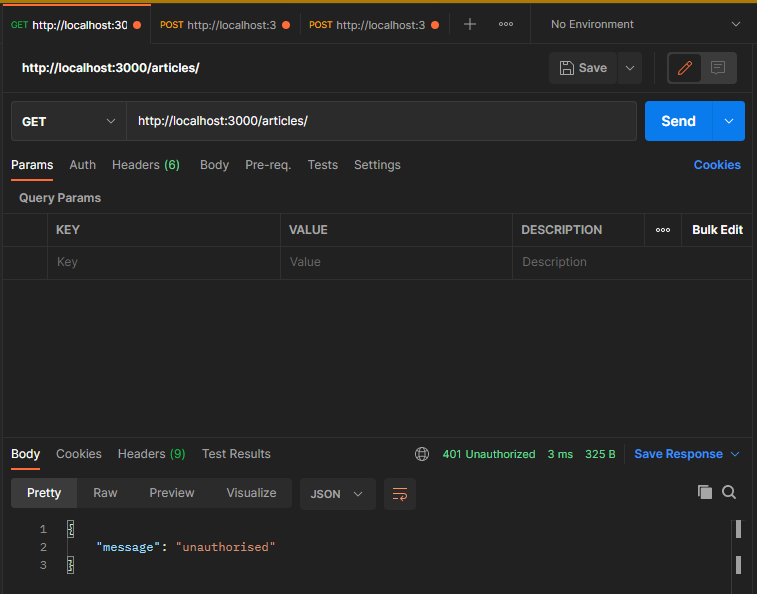 GET http://localhost:30 POST http://localhost:3 POST http://localhost:3 No Environment
http://localhost:3000/articles/ Save
GET http://localhost:3000/articles/ Send
Params Auth Headers (6) Body Pre-req. Tests Settings Cookies
Query Params
KEY VALUE DESCRIPTION Bulk Edit
Key Value Description
Body Cookies Headers (9) Test Results 401 Unauthorized 3 ms 325 B Save Response
Pretty Raw Preview Visualize JSON
1 {
2 "message": "unauthorised"
3 }